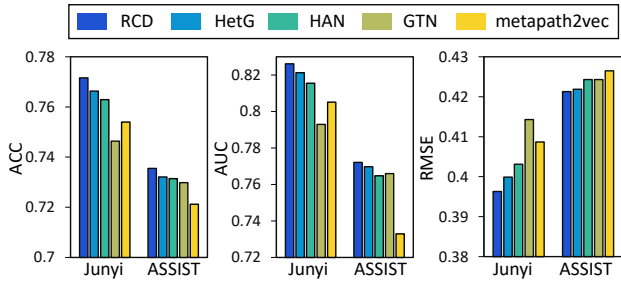 RCD HetG HAN GTN metapath2vec
ACC
0.78
0.76
0.74
0.72
0.7
Junyi ASSIST
AUC
0.82
0.8
0.78
0.76
0.74
0.72
Junyi ASSIST
RMSE
0.43
0.42
0.41
0.4
0.39
0.38
Junyi ASSIST